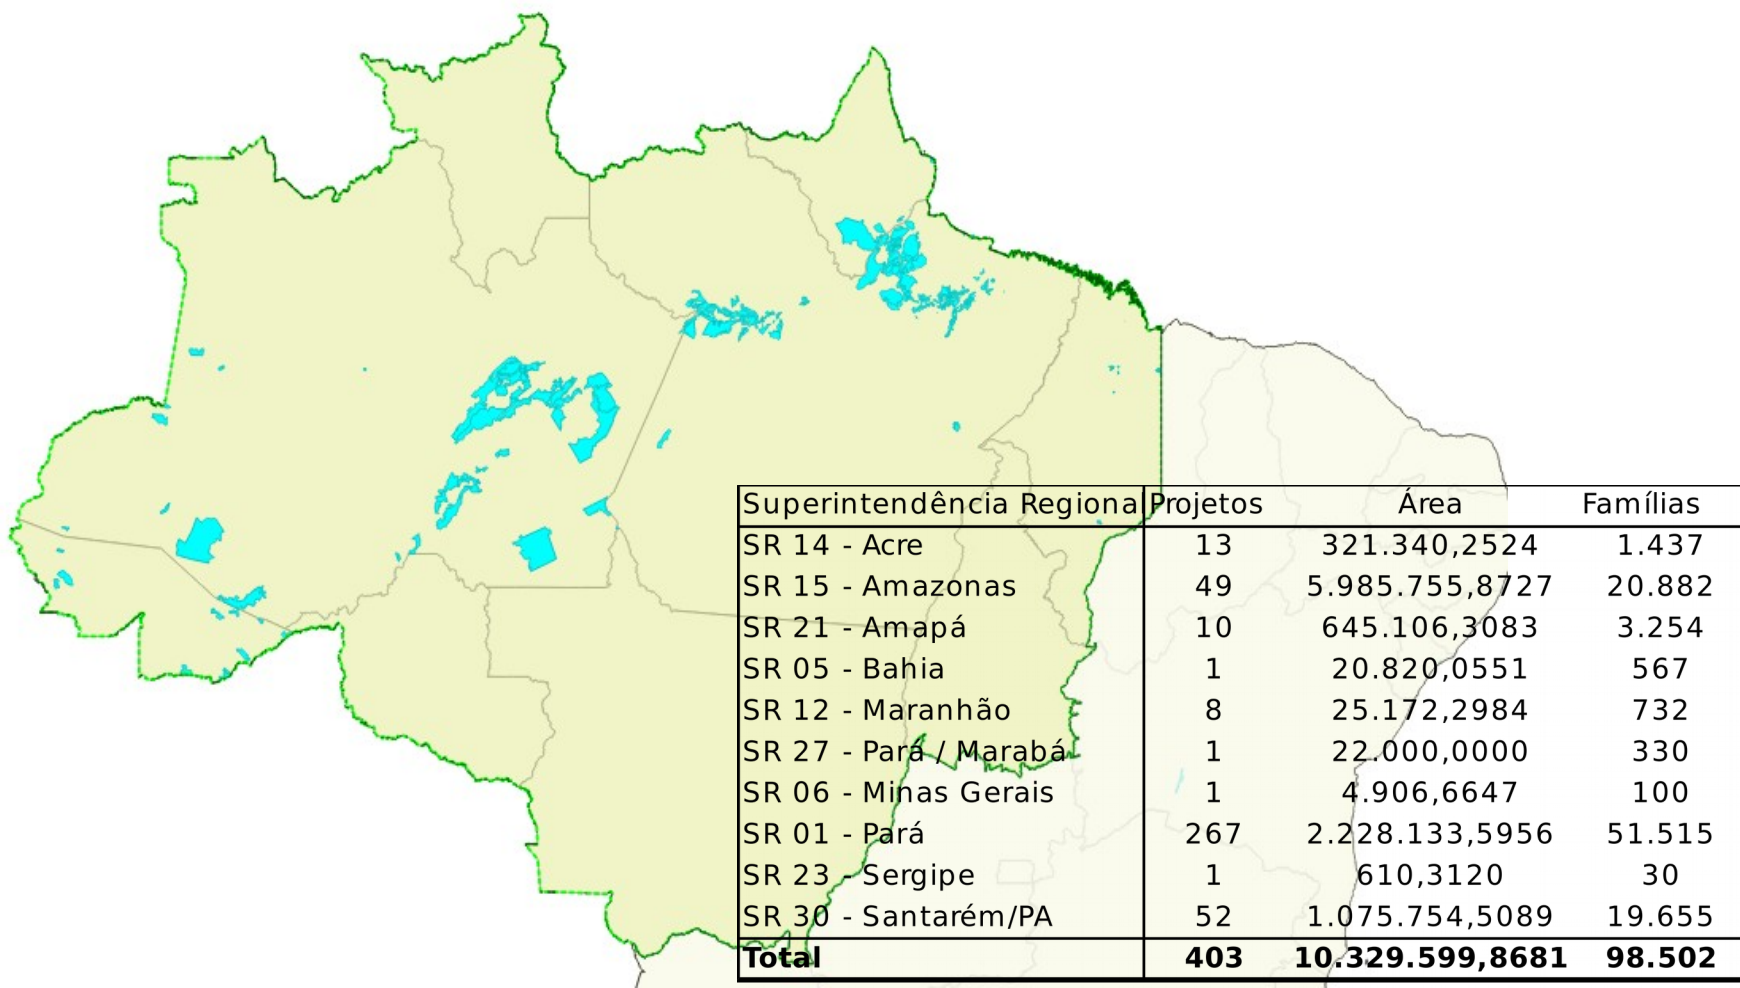 Superintendência Regional Projetos Área Famílias
SR 14 - Acre 13 321.340,2524 1.437
SR 15 - Amazonas 49 5.985.755,8727 20.882
SR 21 - Amapá 10 645.106,3083 3.254
SR 05 - Bahia 1 20.820,0551 567
SR 12 - Maranhão 8 25.172,2984 732
SR 27 - Pará / Marabá 1 22.000,0000 330
SR 06 - Minas Gerais 1 4.906,6647 100
SR 01 - Pará 267 2.228.133,5956 51.515
SR 23 - Sergipe 1 610,3120 30
SR 30 - Santarém/PA 52 1.075.754,5089 19.655
Total 403 10.329.599,8681 98.502